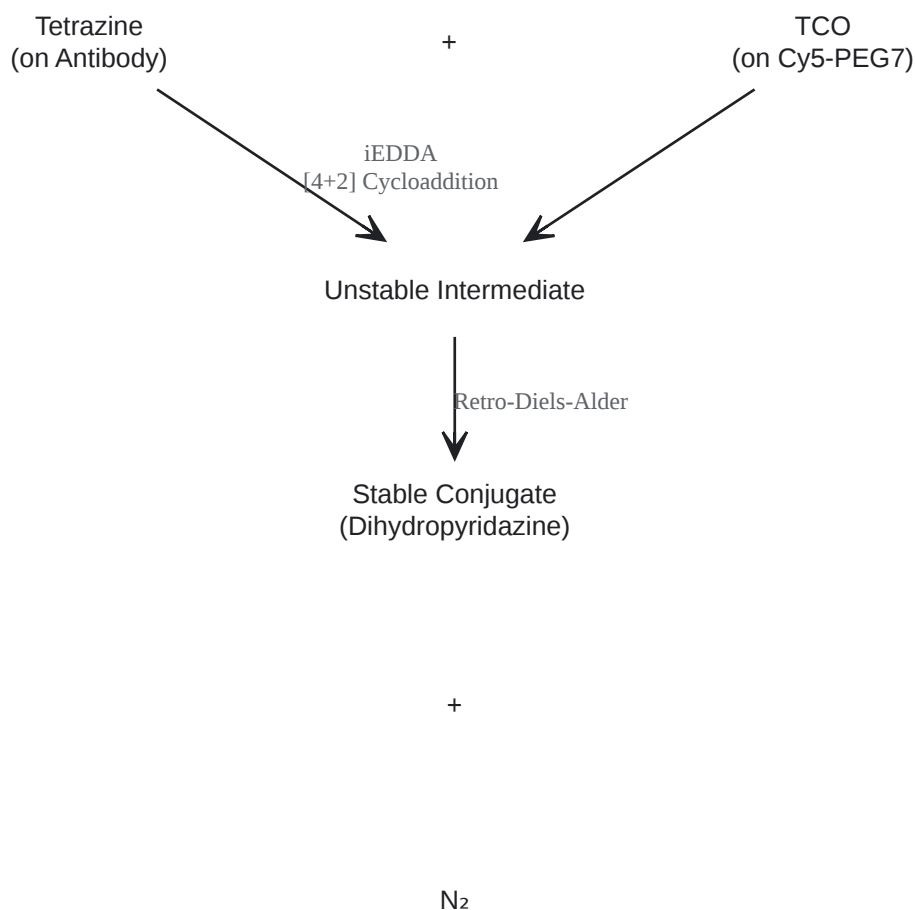 Tetrazine
(on Antibody)
+
TCO
(on Cy5-PEG7)
iEDDA
[4+2] Cycloaddition
Unstable Intermediate
Retro-Diels-Alder
Stable Conjugate
(Dihydropyridazine)
+
N₂